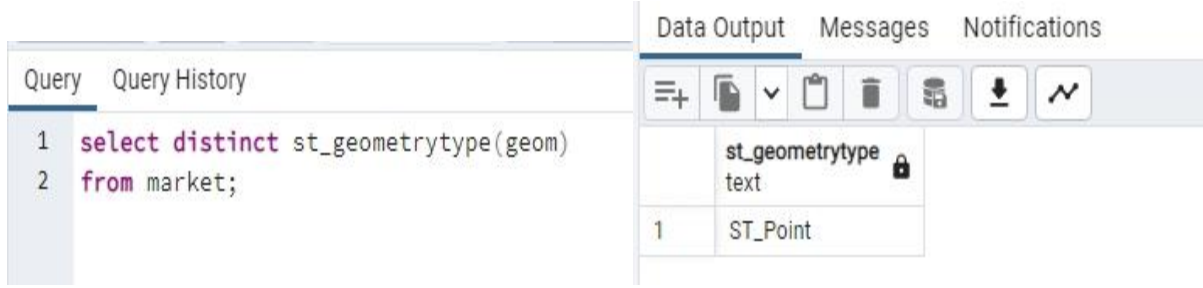 Query Query History
1 select distinct st_geometrytype(geom)
2 from market;
Data Output Messages Notifications
st_geometrytype
text
1 ST_Point